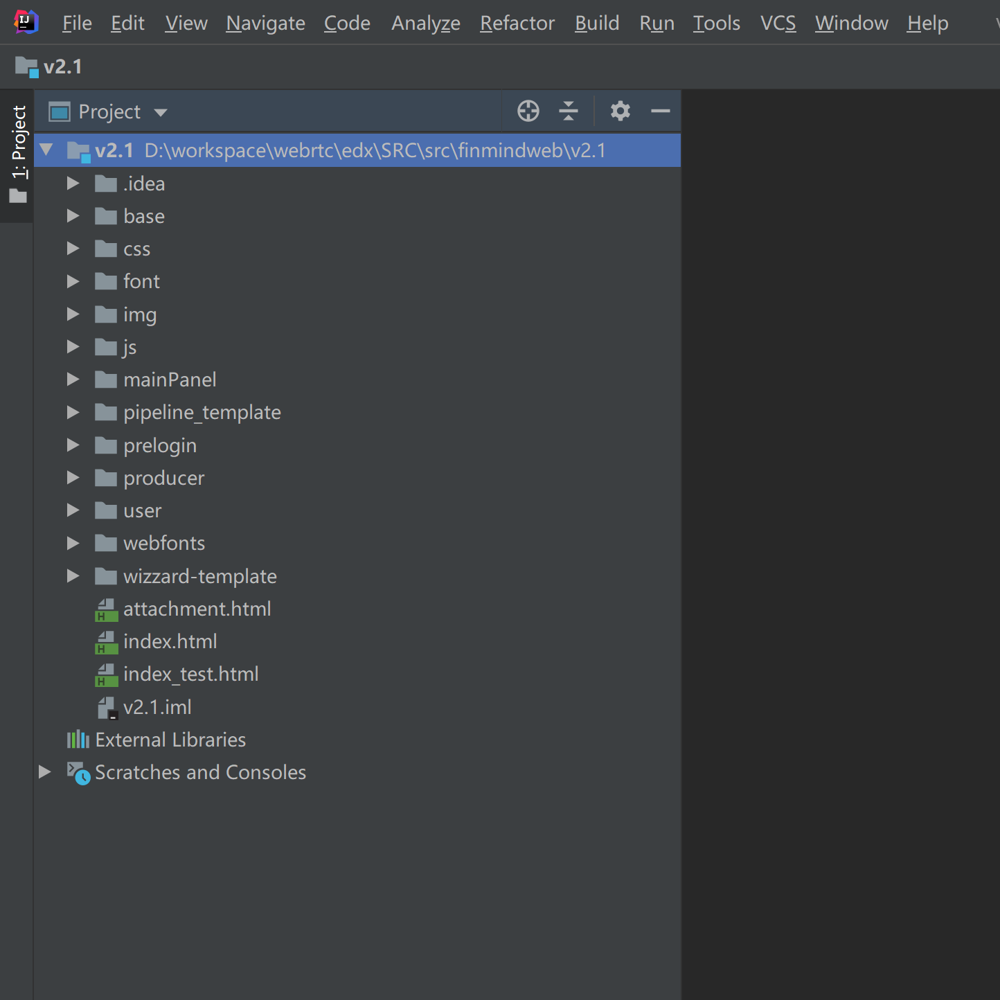 IJ File Edit View Navigate Code Analyze Refactor Build Run Tools VCS Window Help
v2.1
1: Project
Project
v2.1 D:\workspace\webrtc\edx\SRC\src\finmindweb\v2.1
.idea
base
css
font
img
js
mainPanel
pipeline_template
prelogin
producer
user
webfonts
wizzard-template
H attachment.html
H index.html
H index_test.html
v2.1.iml
External Libraries
Scratches and Consoles